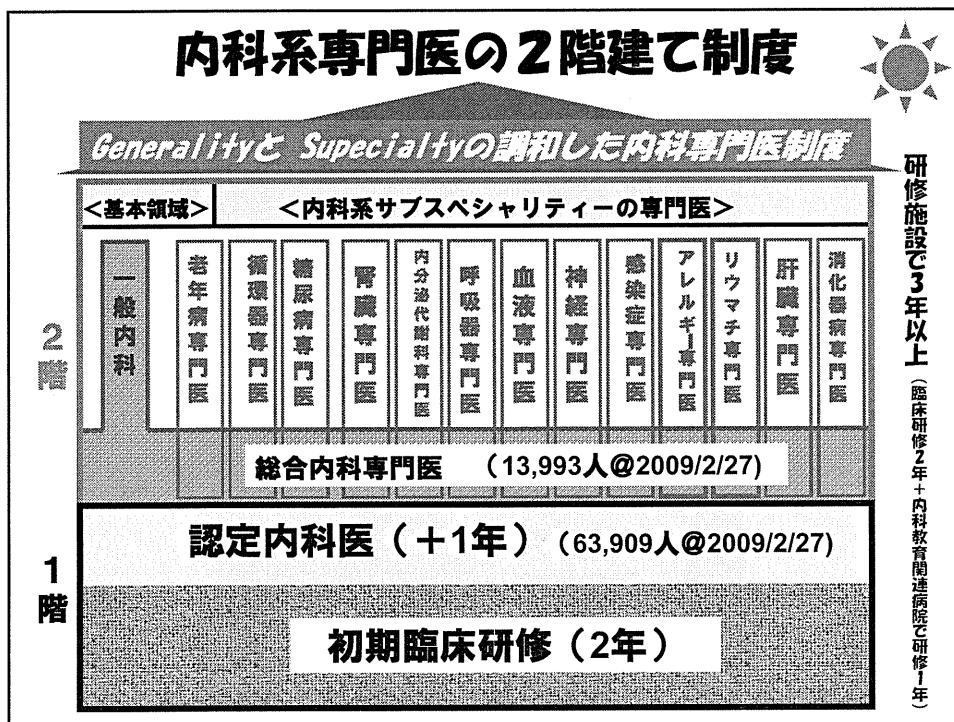 内科系専門医の2階建て制度
Generalityと Supecialtyの調和した内科専門医制度
<基本領域>
<内科系サブスペシャリティーの専門医>
2階
一般内科
老年病専門医
循環器専門医
糖尿病専門医
腎臓専門医
内分泌代謝科専門医
呼吸器専門医
血液専門医
神経専門医
感染症専門医
アレルギー専門医
リウマチ専門医
肝臓専門医
消化器病専門医
総合内科専門医 (13,993人@2009/2/27)
1階
認定内科医(+1年) (63,909人@2009/2/27)
初期臨床研修(2年)
研修施設で3年以上(臨床研修2年+内科教育関連病院で研修1年)